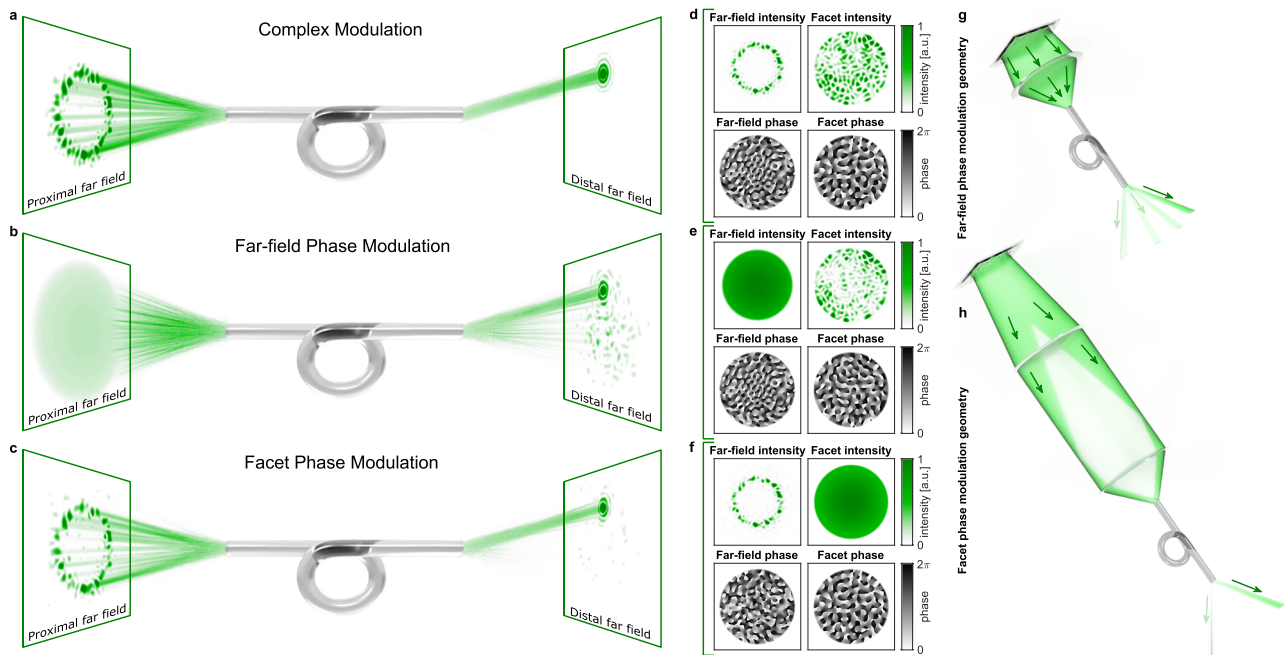 a
Complex Modulation
Proximal far field
Distal far field
b
Far-field Phase Modulation
Proximal far field
Distal far field
c
Facet Phase Modulation
Proximal far field
Distal far field
d
Far-field intensity Facet intensity
1
intensity [a.u.]
0
Far-field phase Facet phase
2π
phase
0
e
Far-field intensity Facet intensity
1
intensity [a.u.]
0
Far-field phase Facet phase
2π
phase
0
f
Far-field intensity Facet intensity
1
intensity [a.u.]
0
Far-field phase Facet phase
2π
phase
0
g
Far-field phase modulation geometry
h
Facet phase modulation geometry